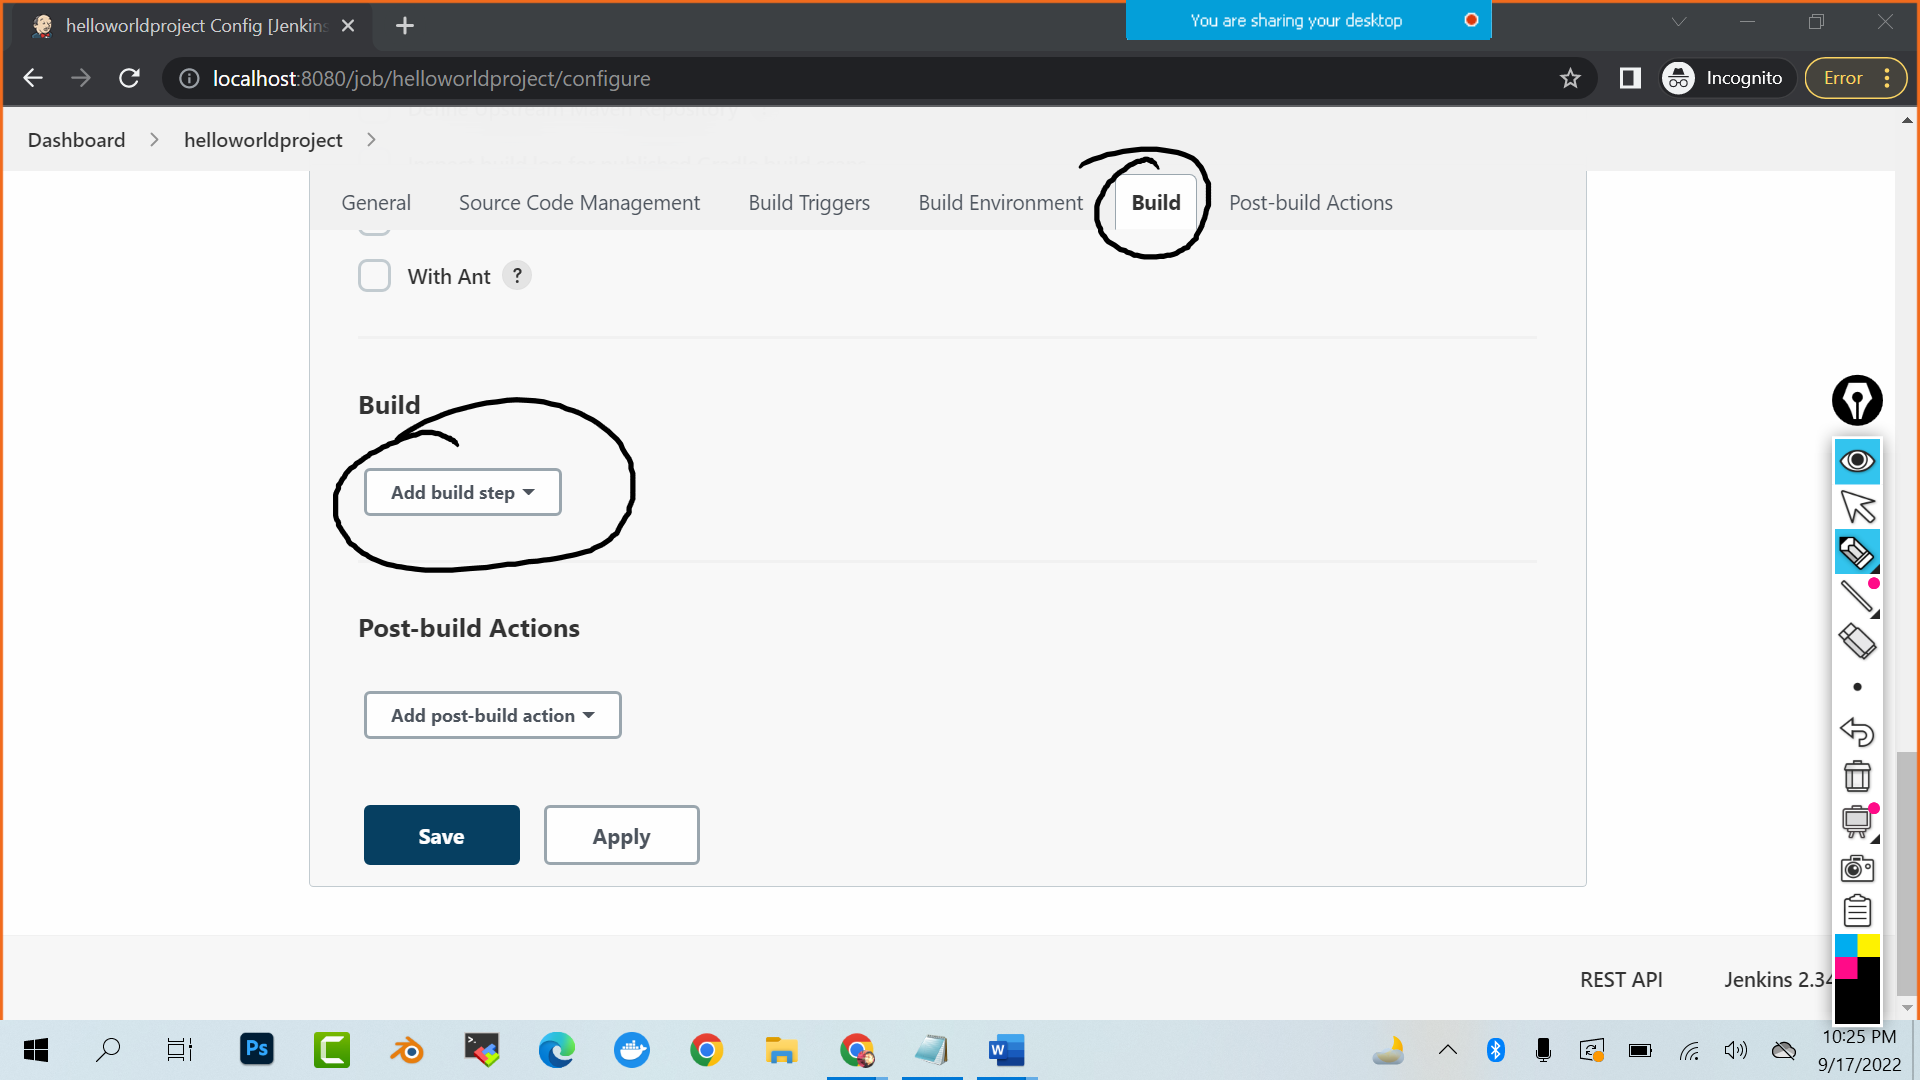 helloworldproject Config [Jenkins
You are sharing your desktop
localhost:8080/job/helloworldproject/configure
Incognito
Error
Dashboard
helloworldproject
General
Source Code Management
Build Triggers
Build Environment
Build
Post-build Actions
With Ant ?
Build
Add build step
Post-build Actions
Add post-build action
Save
Apply
REST API
Jenkins 2.34
Ps
W
10:25 PM
9/17/2022